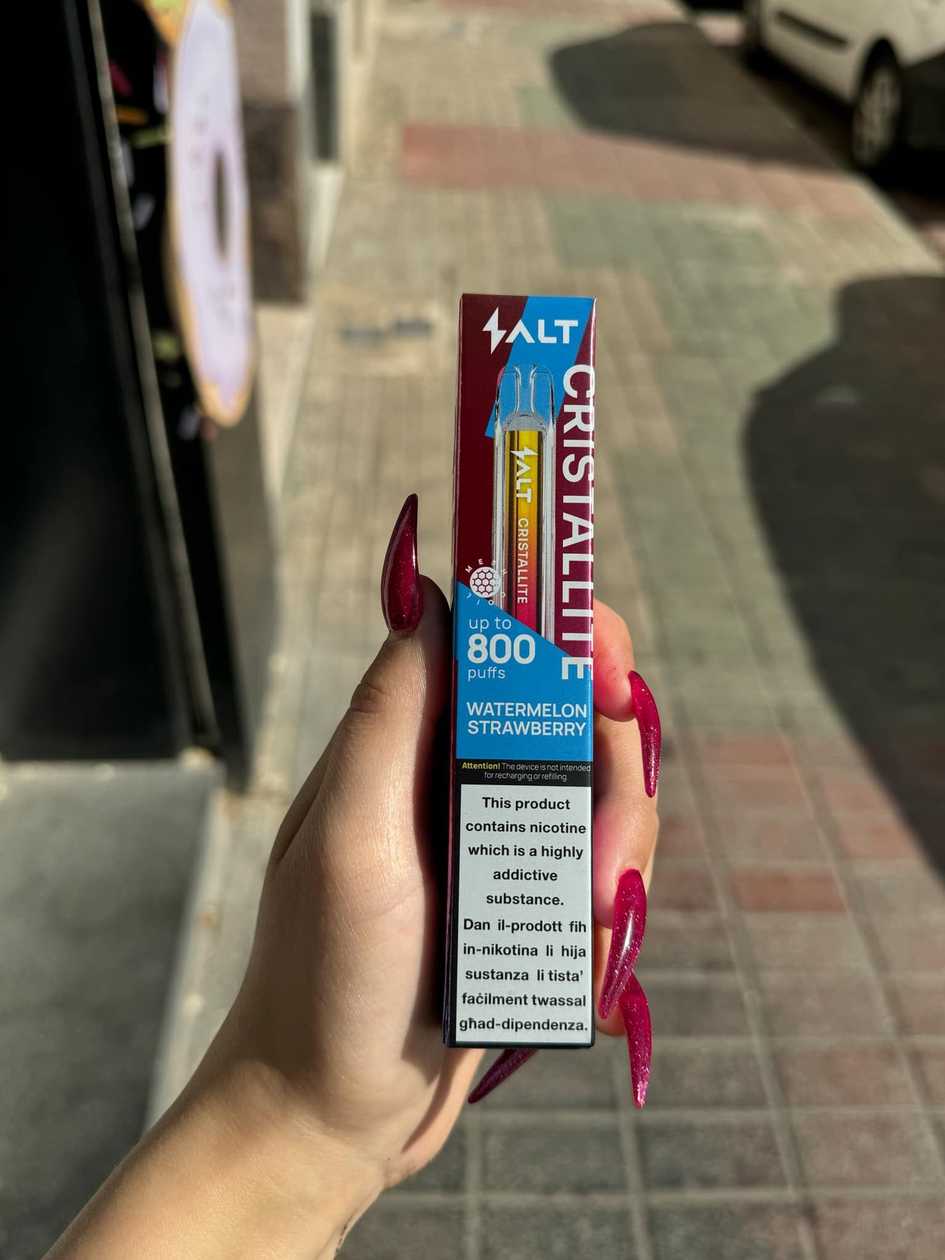 SALT
CRISTALLITE
SALT CRISTALLITE
MESH
up to
800
puffs
WATERMELON
STRAWBERRY
Attention! The device is not intended
for recharging or refilling.
This product
contains nicotine
which is a highly
addictive
substance.
Dan il-prodott fih
in-nikotina li hija
sustanza li tista'
faċilment twassal
għad-dipendenza.